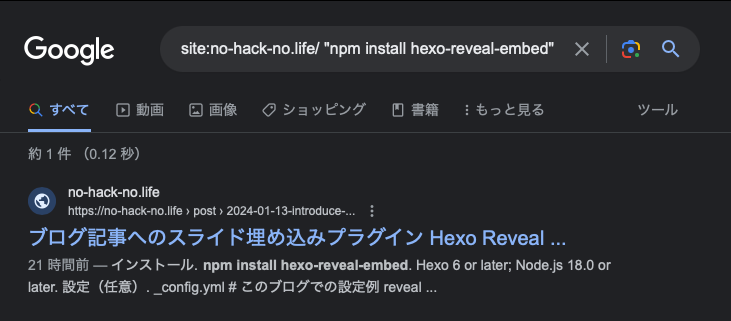 Google
site:no-hack-no.life/ "npm install hexo-reveal-embed"
すべて 動画 画像 ショッピング 書籍 もっと見る ツール
約 1 件 （0.12 秒）
no-hack-no.life
https://no-hack-no.life › post › 2024-01-13-introduce-...
ブログ記事へのスライド埋め込みプラグイン Hexo Reveal ...
21 時間前 — インストール. npm install hexo-reveal-embed. Hexo 6 or later; Node.js 18.0 or
later. 設定（任意）. _config.yml # このブログでの設定例 reveal ...